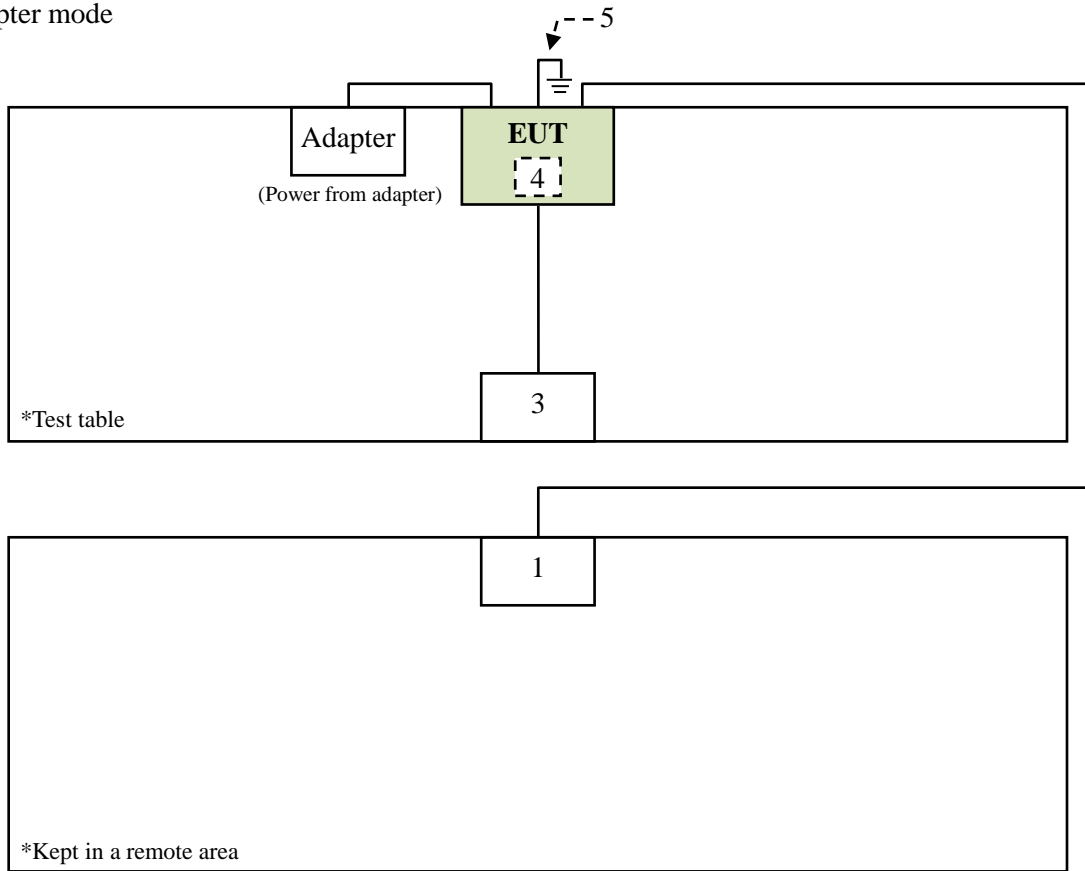 pter mode
5
Adapter
EUT
(Power from adapter)
4
3
*Test table
1
*Kept in a remote area